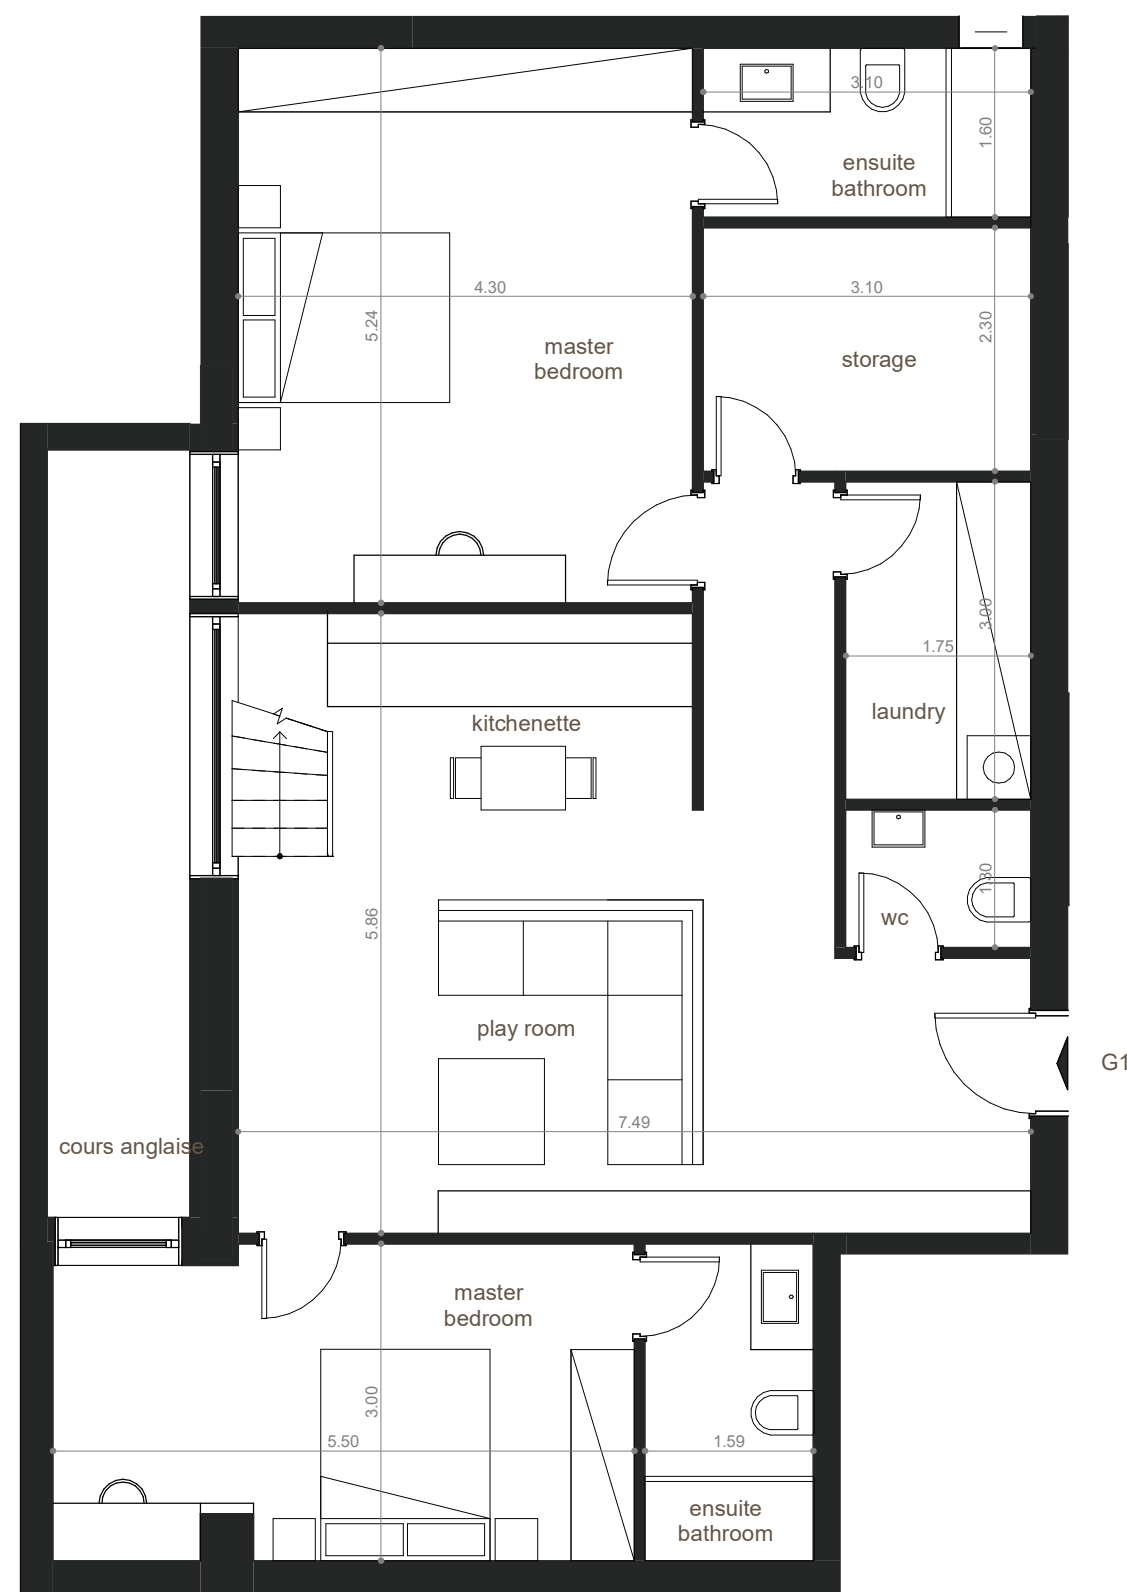 3.10
1.60
ensuite
bathroom
4.30
3.10
5.24
2.30
master
bedroom
storage
3.00
1.75
laundry
kitchenette
1.30
wc
5.86
play room
G1
7.49
cours anglaise
master
bedroom
3.00
5.50
1.59
ensuite
bathroom